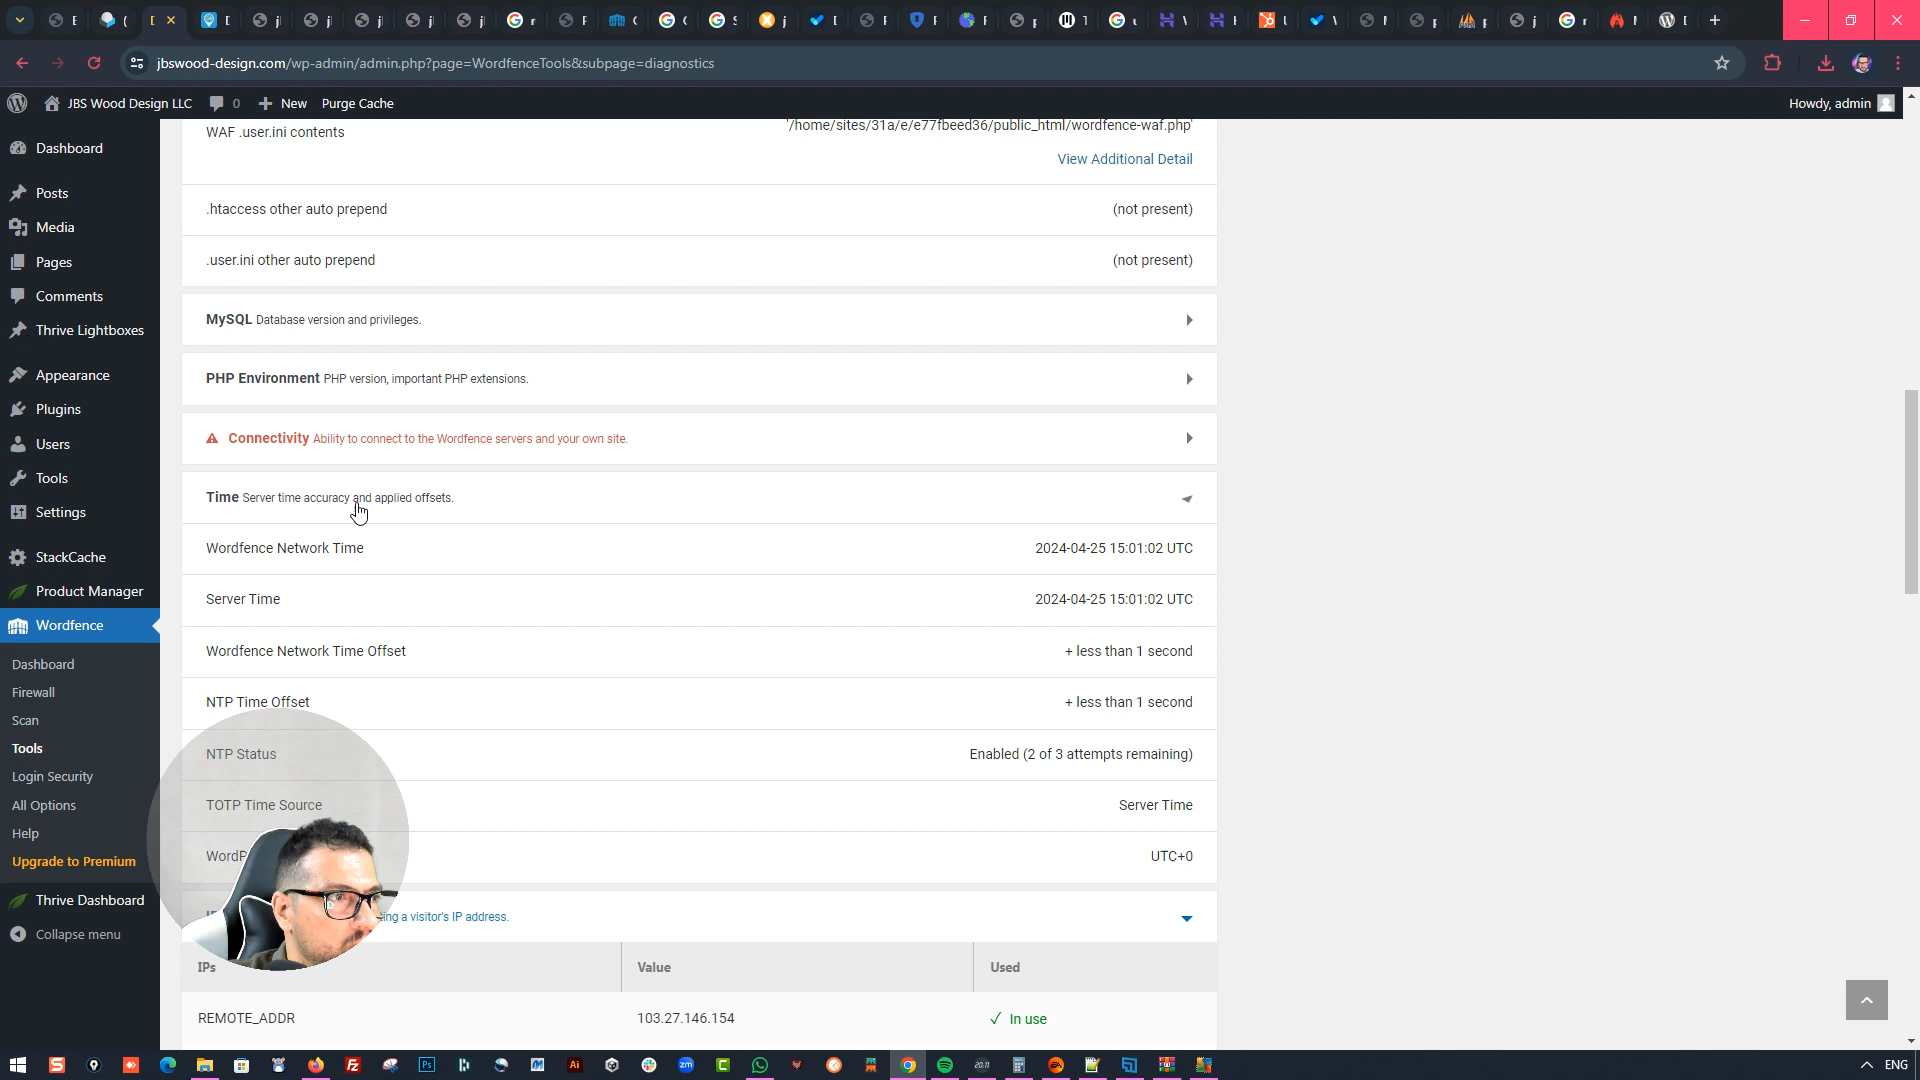 jbswood-design.com/wp-admin/admin.php?page=WordfenceTools&subpage=diagnostics
JBS Wood Design LLC
0
New
Purge Cache
Howdy, admin
Dashboard
Posts
Media
Pages
Comments
Thrive Lightboxes
Appearance
Plugins
Users
Tools
Settings
StackCache
Product Manager
Wordfence
Dashboard
Firewall
Scan
Tools
Login Security
All Options
Help
Upgrade to Premium
Thrive Dashboard
Collapse menu
WAF .user.ini contents
'/home/sites/31a/e/e77fbeed36/public_html/wordfence-waf.php'
View Additional Detail
.htaccess other auto prepend (not present)
.user.ini other auto prepend (not present)
MySQL Database version and privileges.
PHP Environment PHP version, important PHP extensions.
Connectivity Ability to connect to the Wordfence servers and your own site.
Time Server time accuracy and applied offsets.
Wordfence Network Time 2024-04-25 15:01:02 UTC
Server Time 2024-04-25 15:01:02 UTC
Wordfence Network Time Offset + less than 1 second
NTP Time Offset + less than 1 second
NTP Status Enabled (2 of 3 attempts remaining)
TOTP Time Source Server Time
UTC+0
a visitor's IP address.
IPs Value Used
REMOTE_ADDR 103.27.146.154 In use
ENG